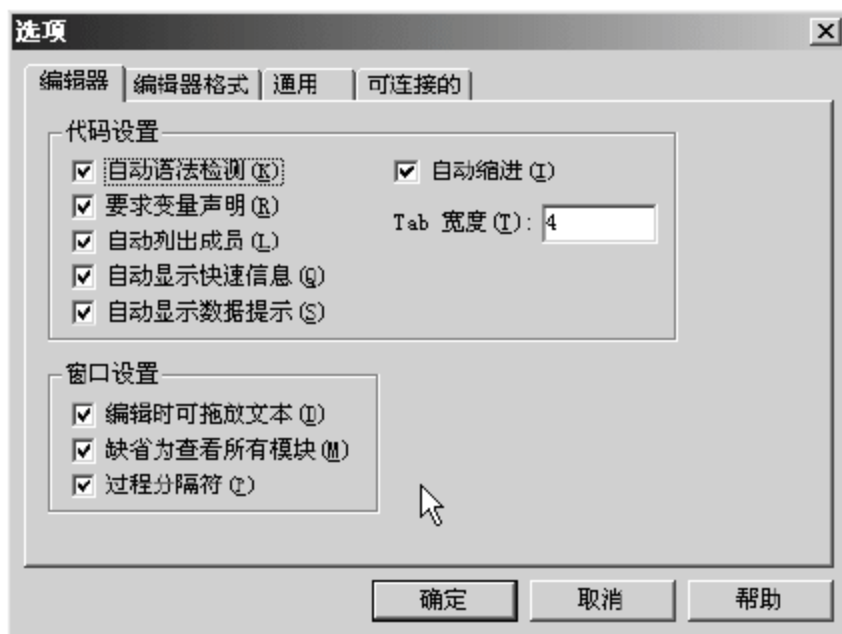 选项
编辑器 编辑器格式 通用 可连接的
代码设置
自动语法检测(K) 自动缩进(I)
要求变量声明(R) Tab 宽度(T): 4
自动列出成员(L)
自动显示快速信息(Q)
自动显示数据提示(S)
窗口设置
编辑时可拖放文本(D)
缺省为查看所有模块(M)
过程分隔符(P)
确定 取消 帮助